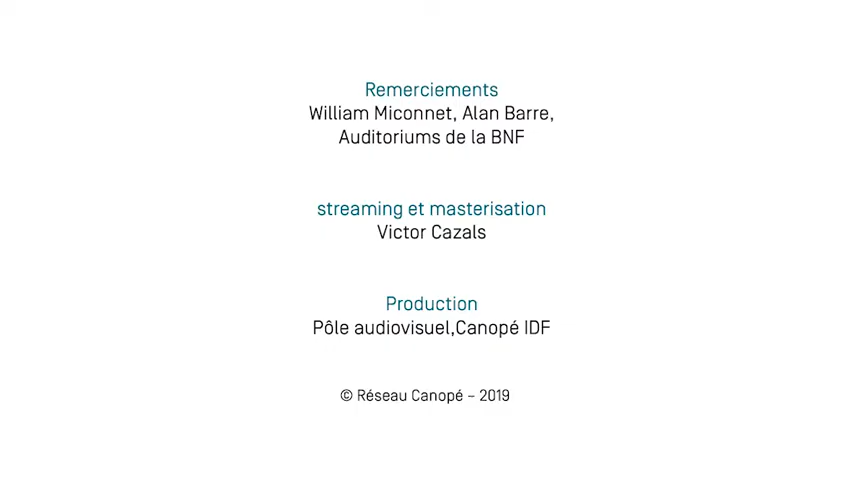 Remerciements
William Miconnet, Alan Barre,
Auditoriums de la BNF
streaming et masterisation
Victor Cazals
Production
Pôle audiovisuel,Canopé IDF
© Réseau Canopé – 2019